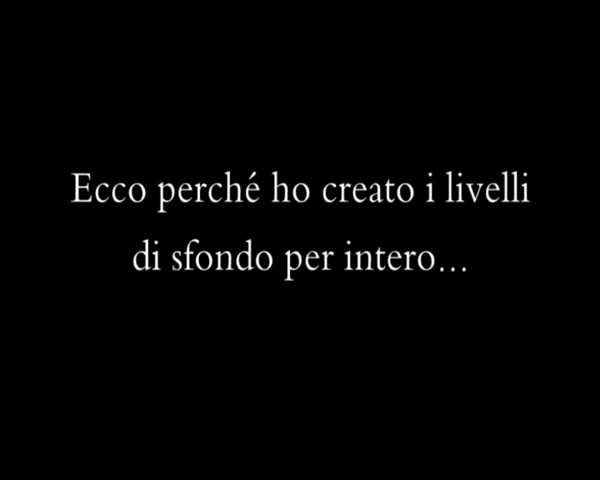 Ecco perché ho creato i livelli
di sfondo per intero...